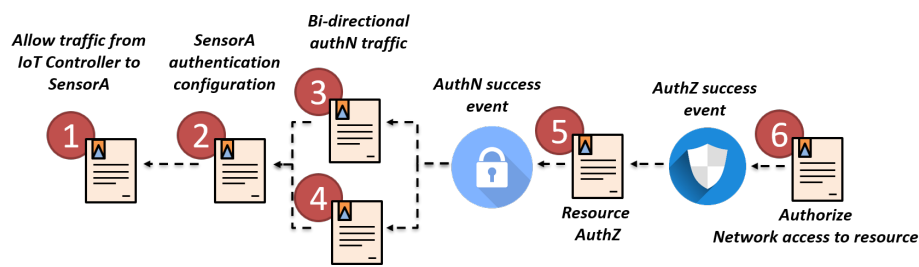 Allow traffic from
IoT Controller to
SensorA
1
SensorA
authentication
configuration
2
Bi-directional
authN traffic
3
4
AuthN success
event
5
Resource
AuthZ
AuthZ success
event
6
Authorize
Network access to resource